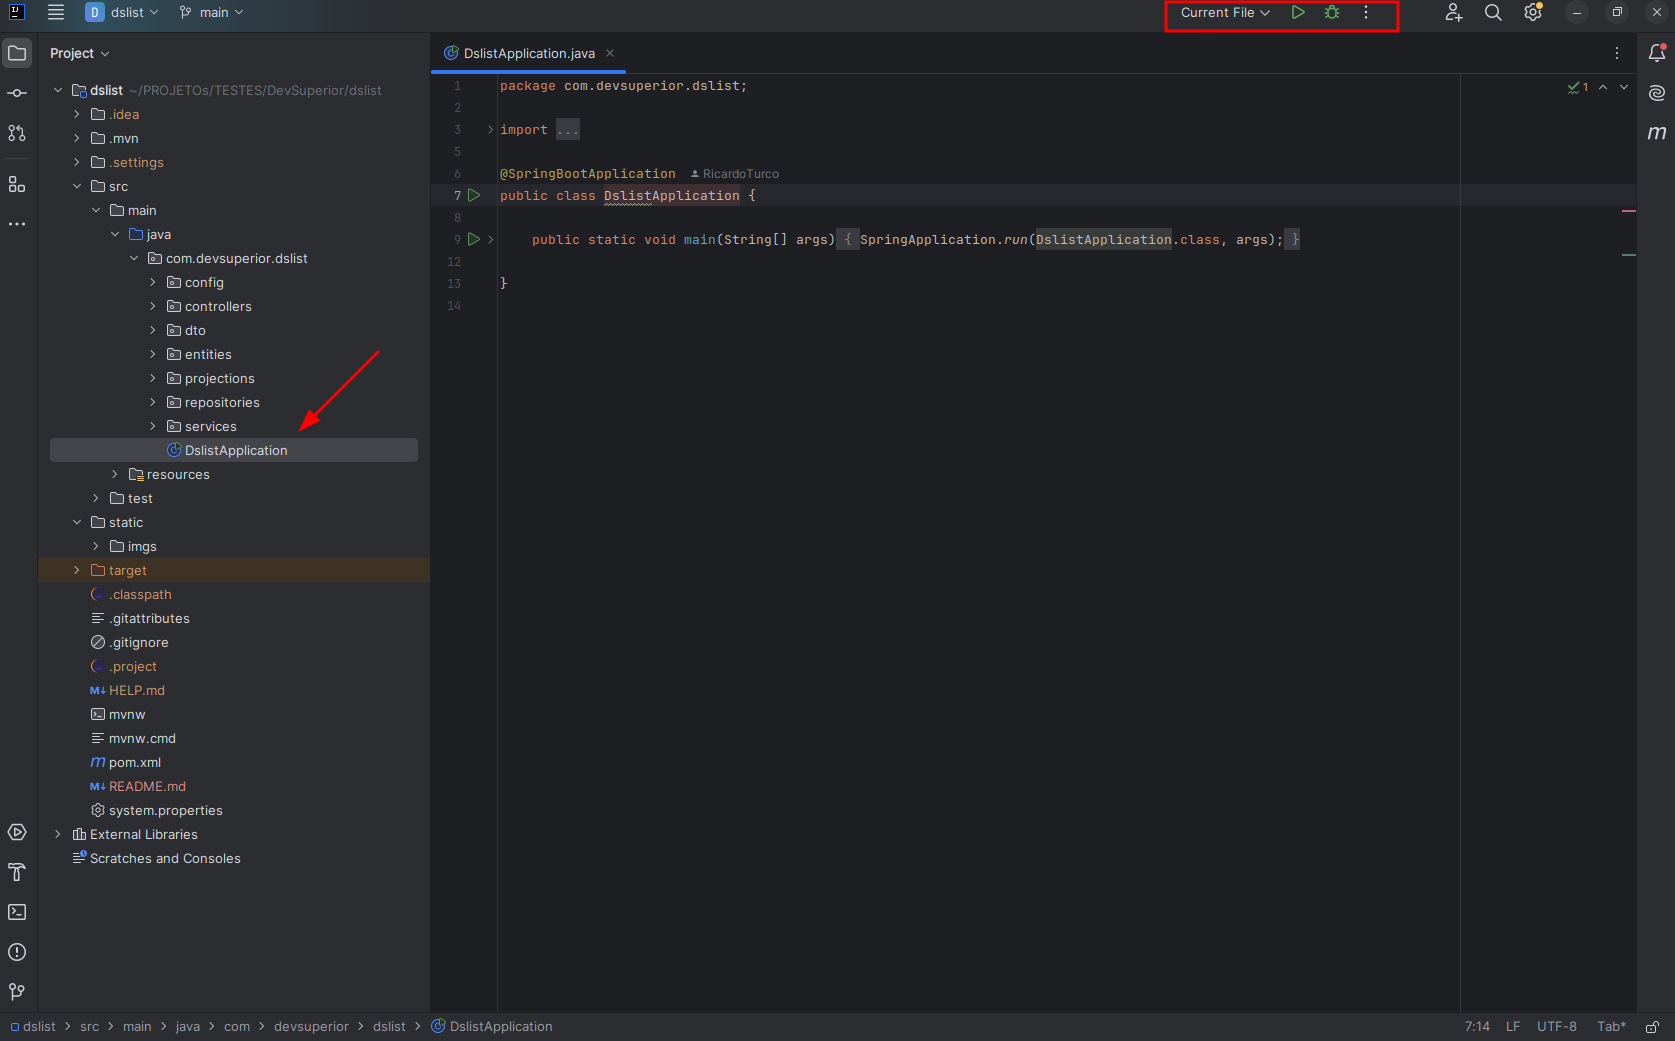 IJ
D dslist
main
Current File
Project
DslistApplication.java
dslist ~/PROJETOs/TESTES/DevSuperior/dslist
.idea
.mvn
.settings
src
main
java
com.devsuperior.dslist
config
controllers
dto
entities
projections
repositories
services
DslistApplication
resources
test
static
imgs
target
.classpath
.gitattributes
.gitignore
.project
M↓ HELP.md
mvnw
mvnw.cmd
m pom.xml
M↓ README.md
system.properties
External Libraries
Scratches and Consoles
1 package com.devsuperior.dslist;
2
3 import ...
5
6 @SpringBootApplication RicardoTurco
7 public class DslistApplication {
8
9 public static void main(String[] args) { SpringApplication.run(DslistApplication.class, args); }
12
13 }
14
1
m
dslist > src > main > java > com > devsuperior > dslist > DslistApplication
7:14 LF UTF-8 Tab*